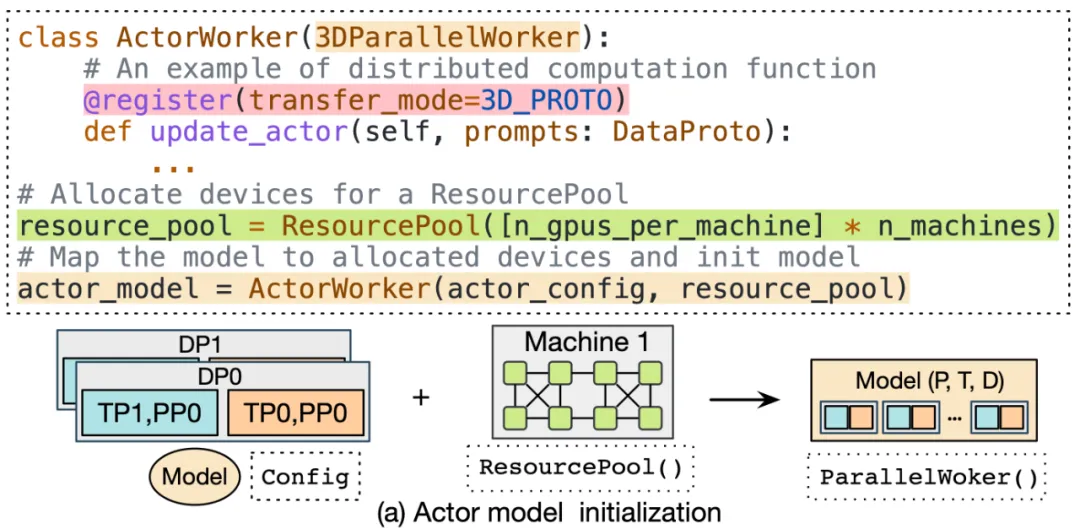 class ActorWorker(3DParallelWorker):
    # An example of distributed computation function
    @register(transfer_mode=3D_PROTO)
    def update_actor(self, prompts: DataProto):
        ...
# Allocate devices for a ResourcePool
resource_pool = ResourcePool([n_gpus_per_machine] * n_machines)
# Map the model to allocated devices and init model
actor_model = ActorWorker(actor_config, resource_pool)
DP1
DP0
TP1,PP0
TP0,PP0
Model
Config
+
Machine 1
ResourcePool()
Model (P, T, D)
...
ParallelWoker()
(a) Actor model initialization